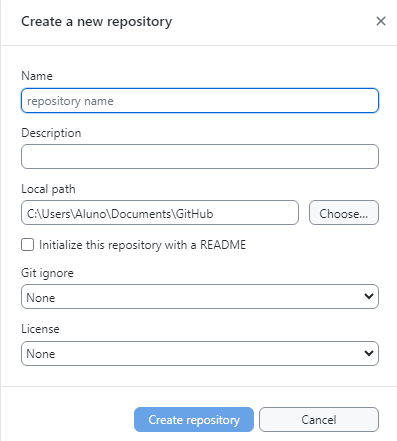 Create a new repository
Name
repository name
Description
Local path
C:\Users\Aluno\Documents\GitHub
Choose...
Initialize this repository with a README
Git ignore
None
License
None
Create repository
Cancel